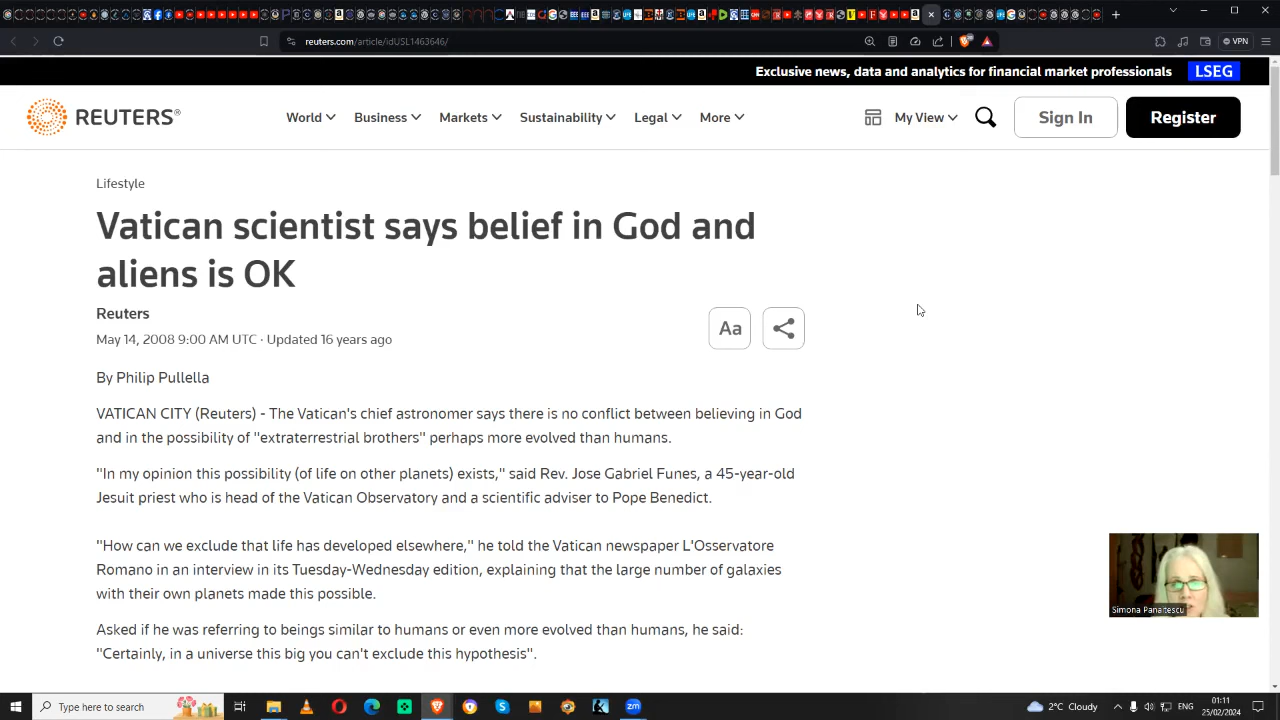 reuters.com/article/idUSL1463646/
VPN
Exclusive news, data and analytics for financial market professionals LSEG
REUTERS®
World Business Markets Sustainability Legal More My View Sign In Register
Lifestyle
Vatican scientist says belief in God and
aliens is OK
Reuters
May 14, 2008 9:00 AM UTC · Updated 16 years ago
Aa
By Philip Pullella
VATICAN CITY (Reuters) - The Vatican's chief astronomer says there is no conflict between believing in God
and in the possibility of "extraterrestrial brothers" perhaps more evolved than humans.
"In my opinion this possibility (of life on other planets) exists," said Rev. Jose Gabriel Funes, a 45-year-old
Jesuit priest who is head of the Vatican Observatory and a scientific adviser to Pope Benedict.
"How can we exclude that life has developed elsewhere," he told the Vatican newspaper L'Osservatore
Romano in an interview in its Tuesday-Wednesday edition, explaining that the large number of galaxies
with their own planets made this possible.
Asked if he was referring to beings similar to humans or even more evolved than humans, he said:
"Certainly, in a universe this big you can't exclude this hypothesis".
Simona Panaitescu
Type here to search
zm
2°C Cloudy
ENG
01:11
25/02/2024